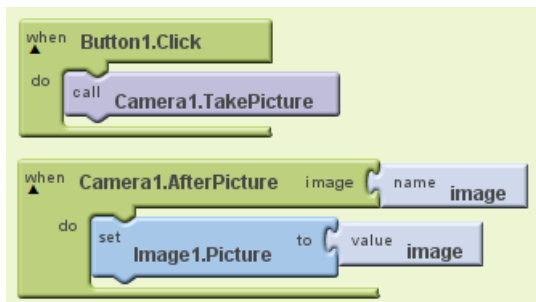 when Button1.Click
do call Camera1.TakePicture
when Camera1.AfterPicture image name image
do set Image1.Picture to value image